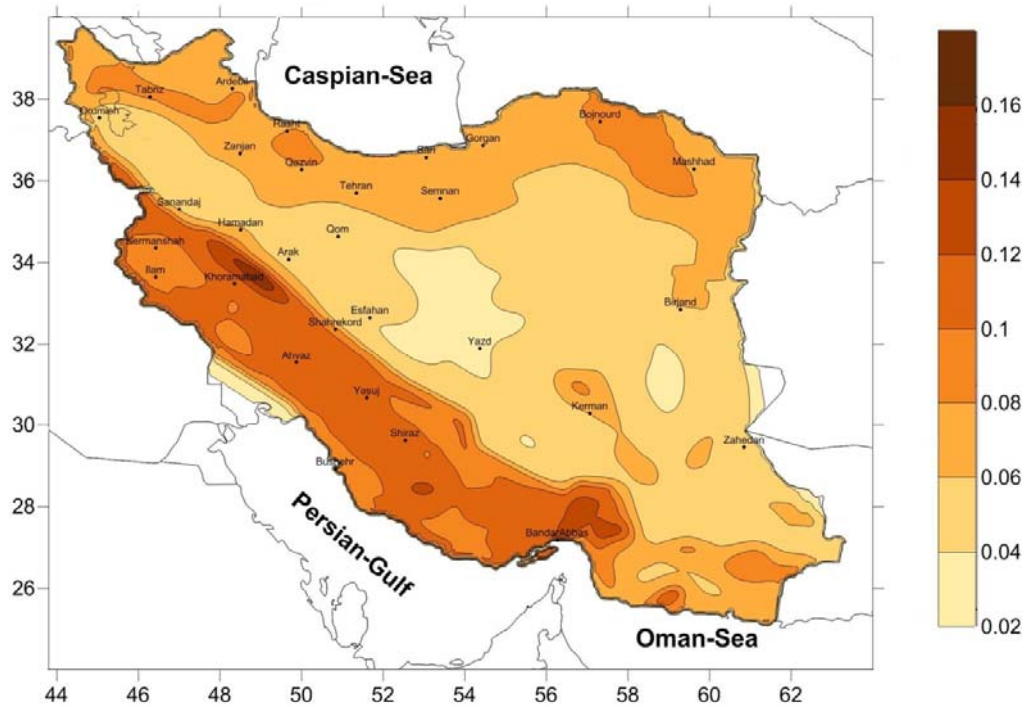 Caspian-Sea
Ardebil
Tabriz
Oromieh
Rasht
Zanjan
Qazvin
Sari
Gorgan
Bojnourd
Mashhad
Tehran
Semnan
Sanandaj
Hamadan
Qom
Kermanshah
Arak
Ilam
Khoramabad
Birjand
Esfahan
Shahrekord
Yazd
Ahvaz
Yasuj
Kerman
Shiraz
Zahedan
Bushehr
BandarAbbas
Persian-Gulf
Oman-Sea
38
36
34
32
30
28
26
44 46 48 50 52 54 56 58 60 62
0.16
0.14
0.12
0.1
0.08
0.06
0.04
0.02